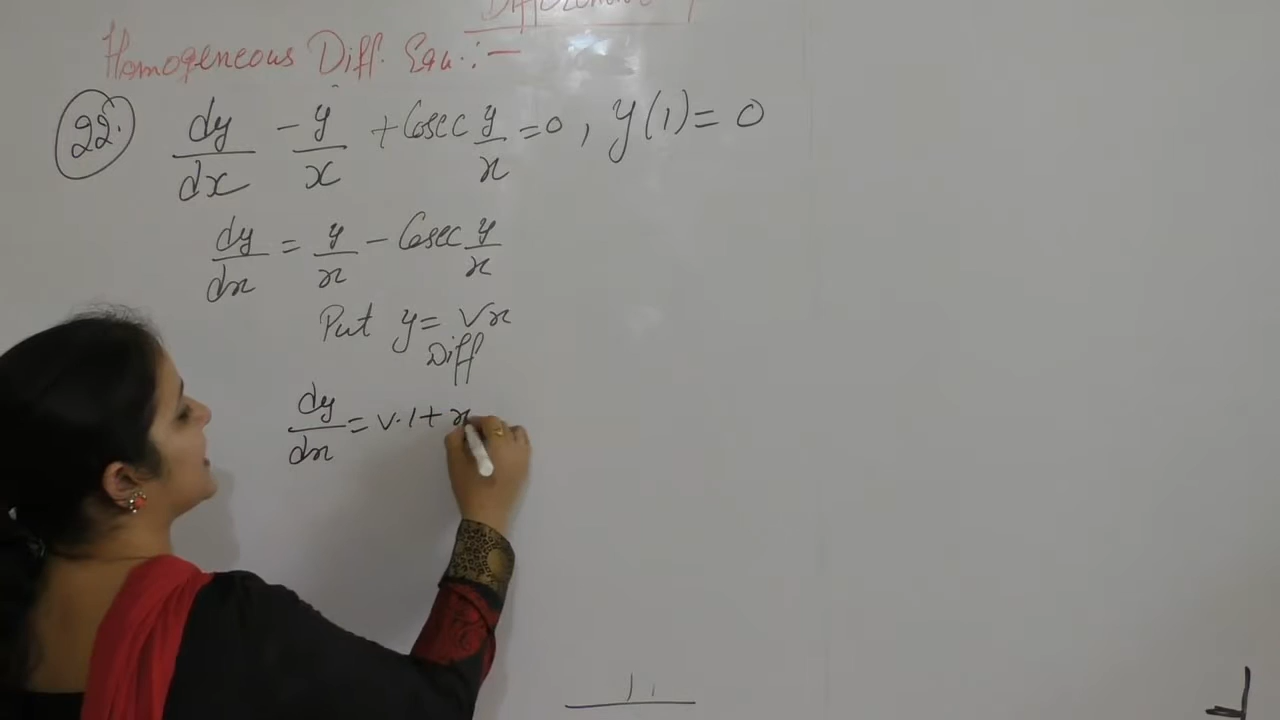 Homogeneous Diff. Equ.:-
22. dy/dx - y/x + Cosec y/x = 0, y(1) = 0
dy/dx = y/x - Cosec y/x
Put y = vx
Diff
dy/dx = v.1 + x